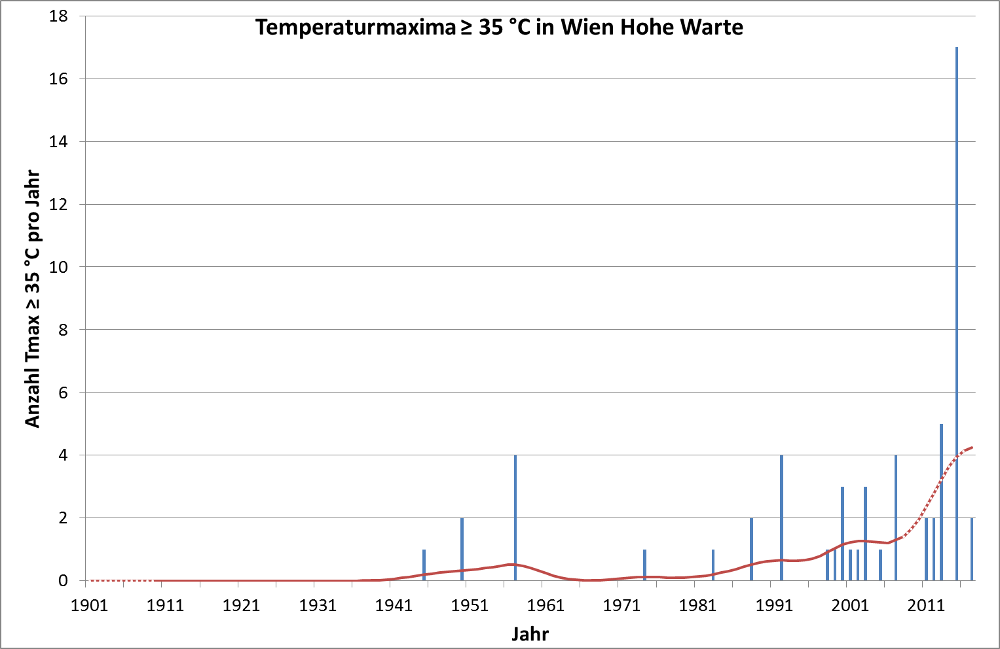 Temperaturmaxima ≥ 35 °C in Wien Hohe Warte
Anzahl Tmax ≥ 35 °C pro Jahr
18
16
14
12
10
8
6
4
2
0
1901 1911 1921 1931 1941 1951 1961 1971 1981 1991 2001 2011
Jahr